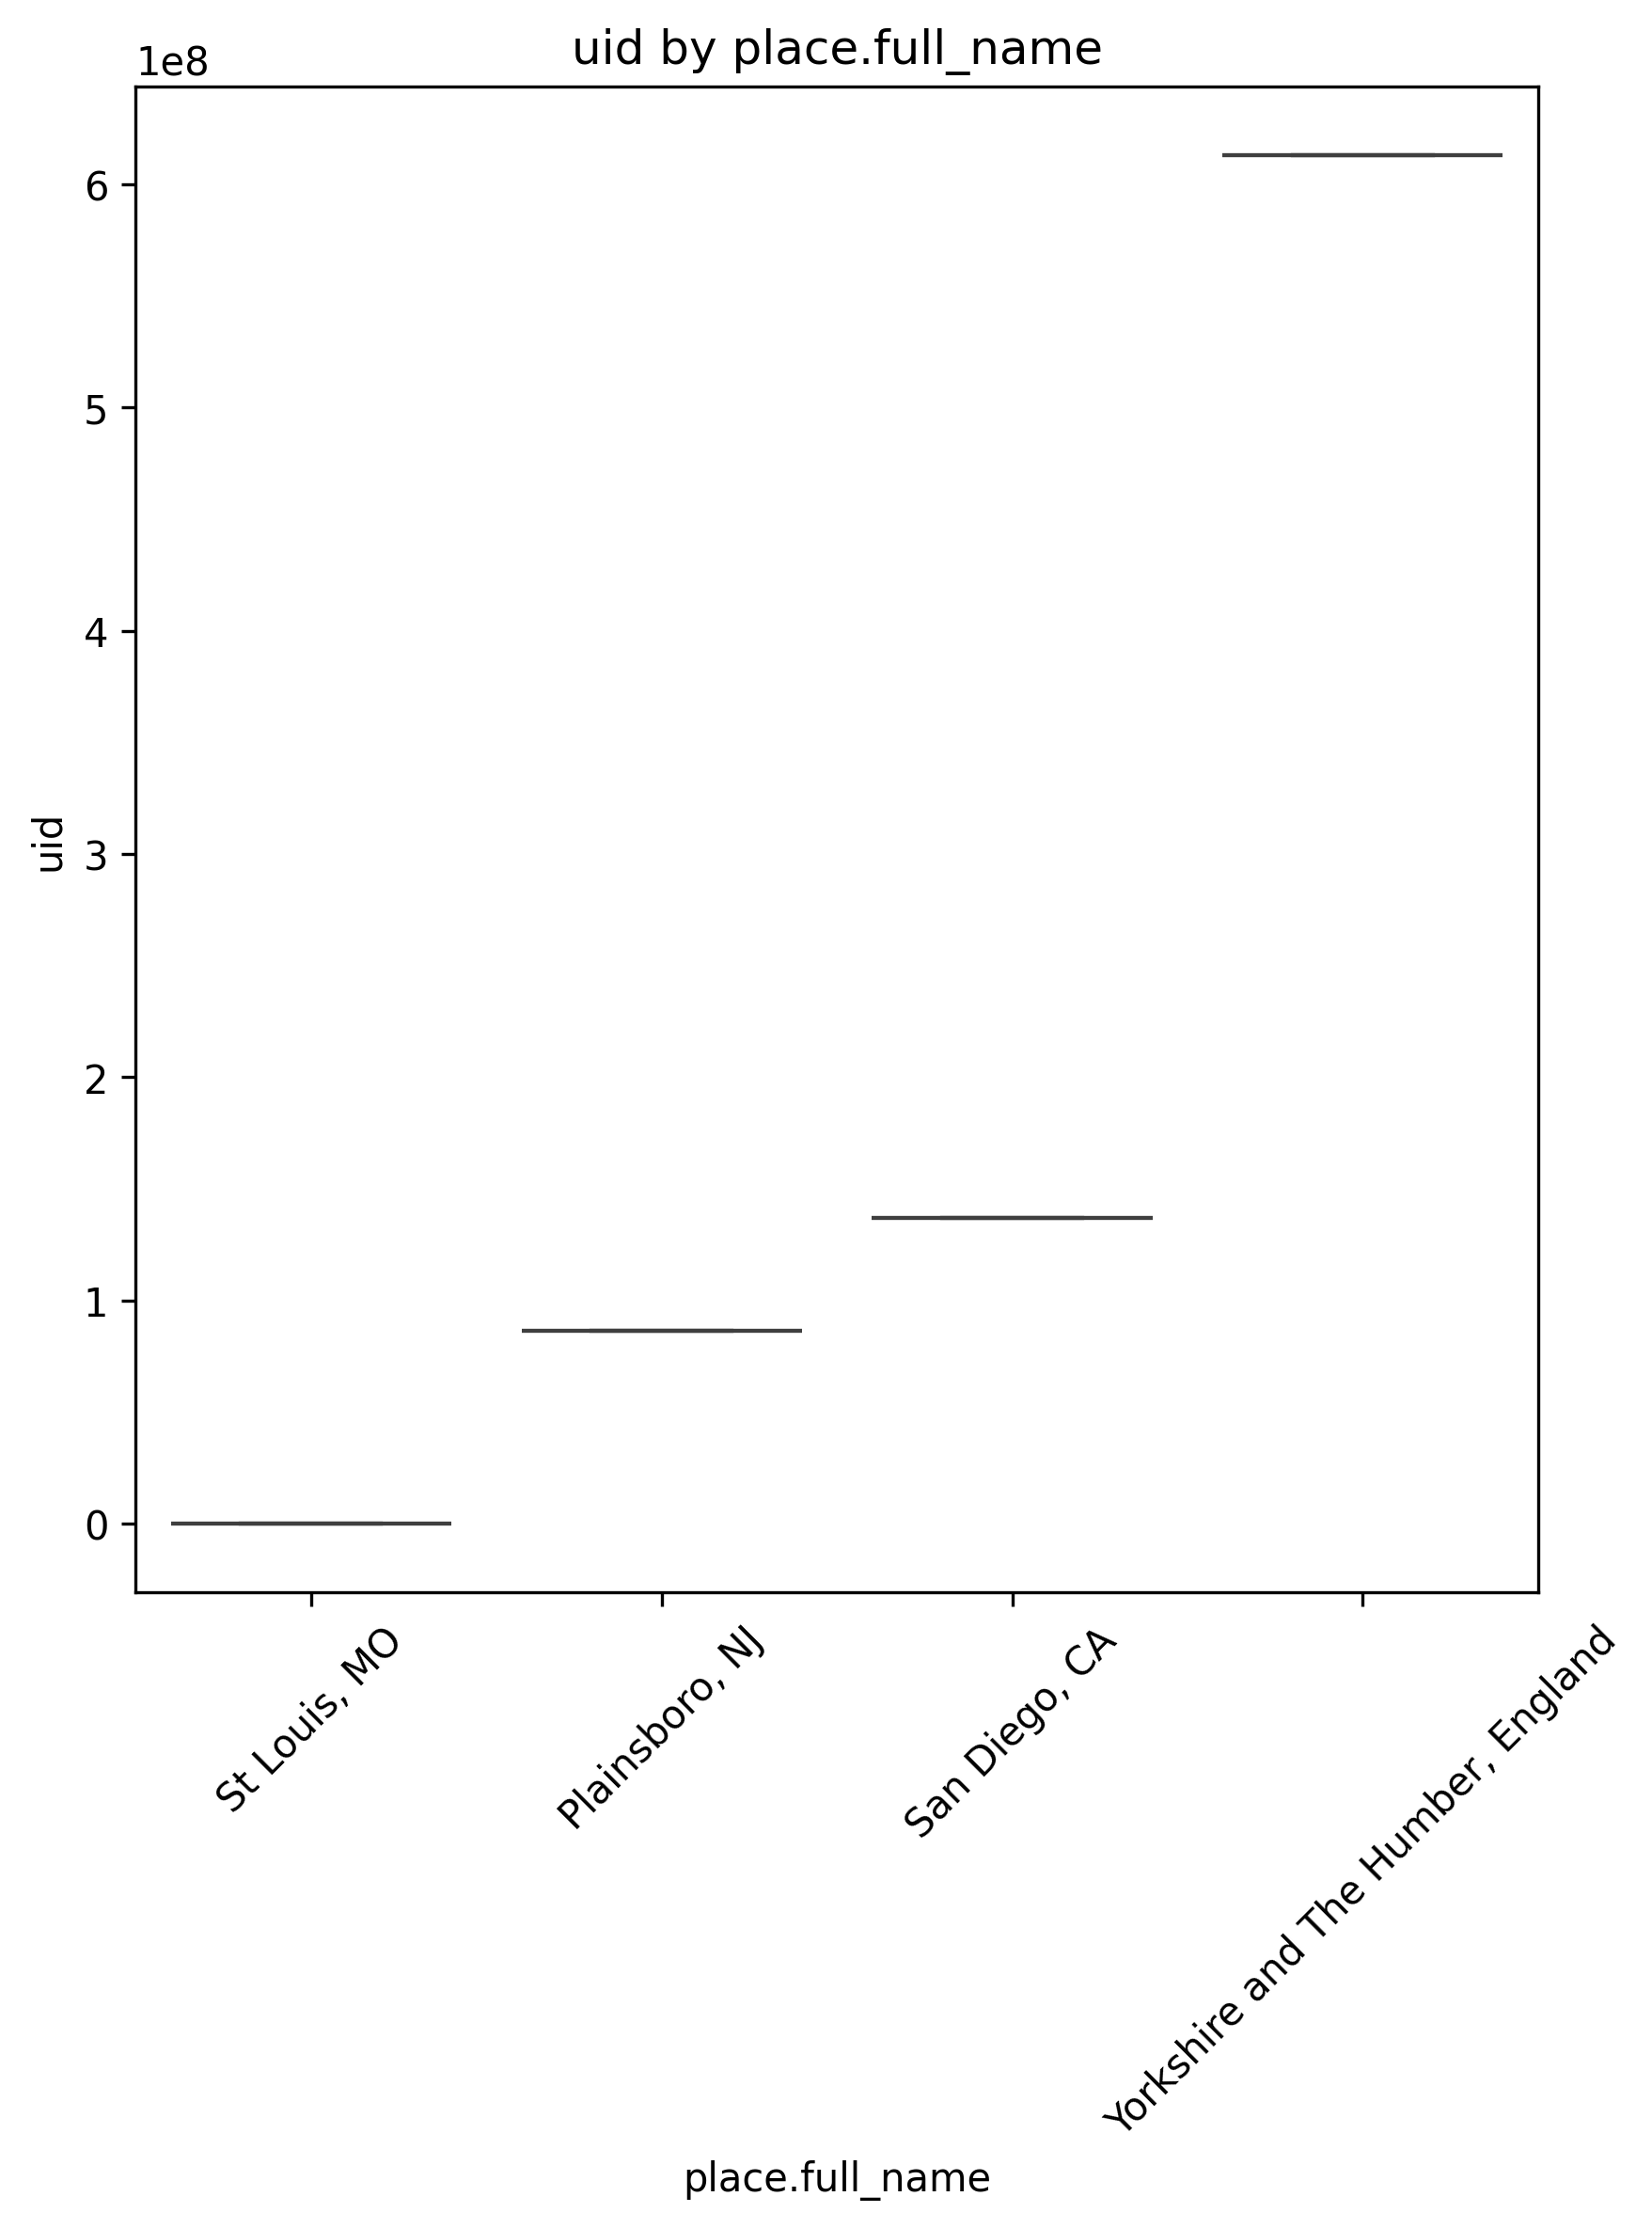 uid by place.full_name
1e8
6
5
4
3
2
1
0
uid
St Louis, MO
Plainsboro, NJ
San Diego, CA
Yorkshire and The Humber, England
place.full_name